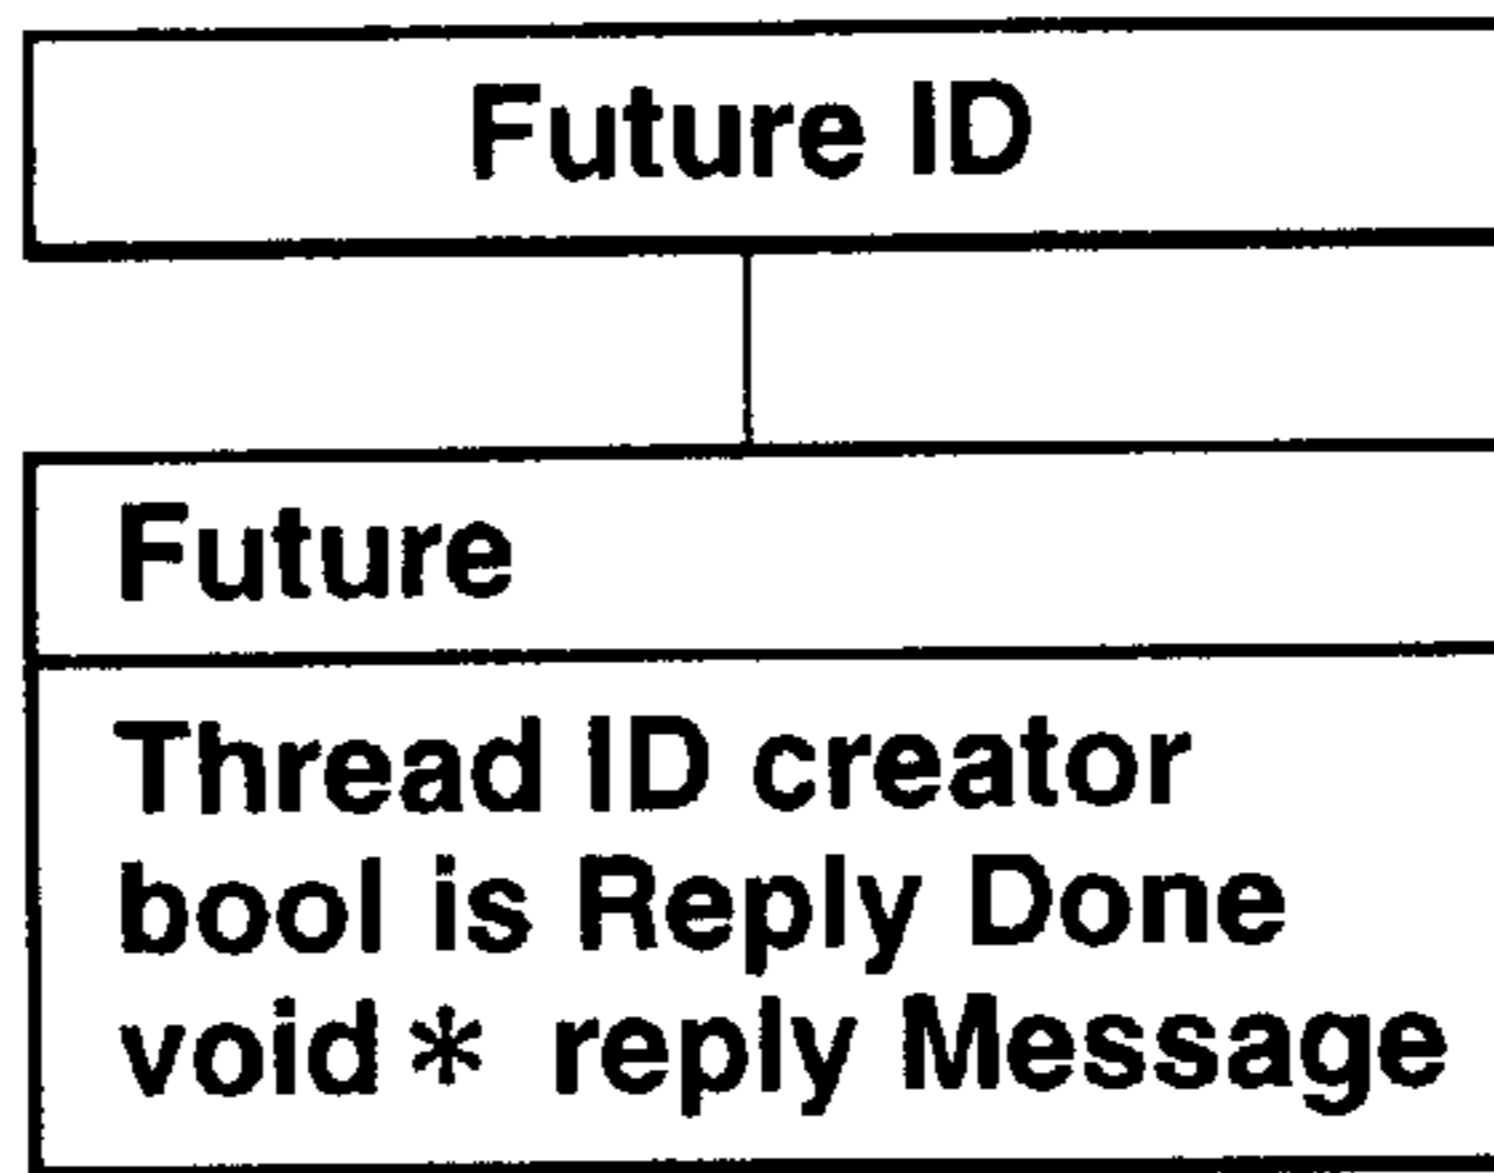 Future ID
Future
Thread ID creator
bool is Reply Done
void * reply Message